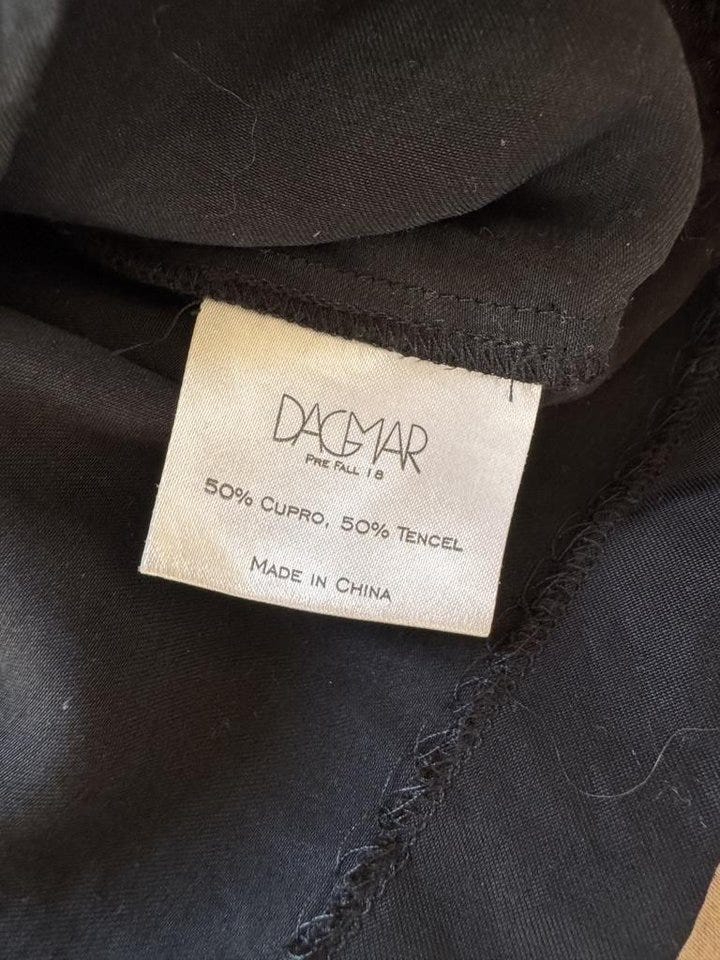 DAGMAR
PRE FALL 18
50% CUPRO, 50% TENCEL
MADE IN CHINA